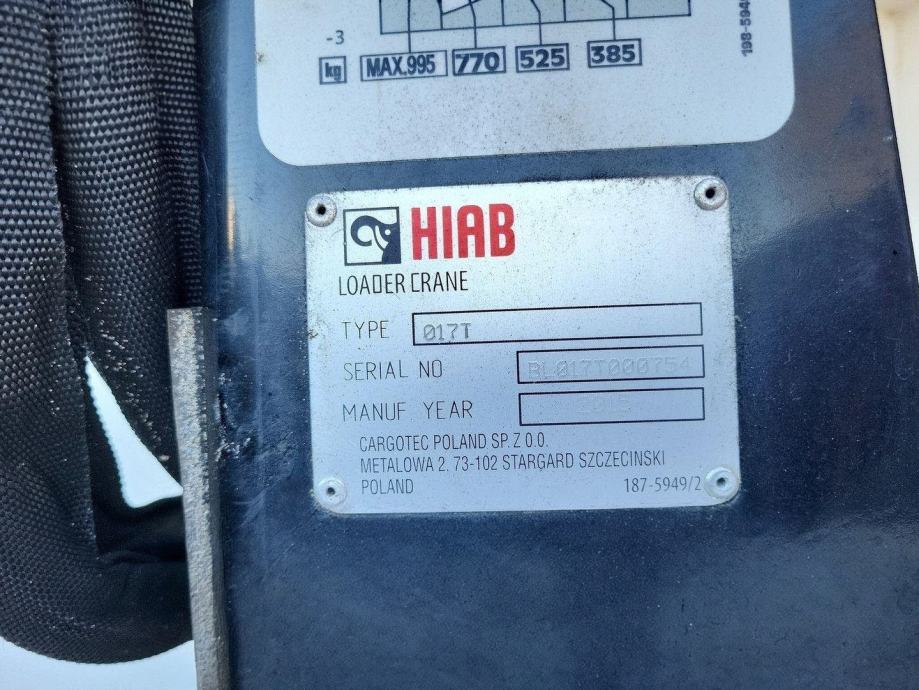 -3
kg MAX.995 770 525 385
198-594
HIAB
LOADER CRANE
TYPE 017T
SERIAL NO BL017T000754
MANUF YEAR
CARGOTEC POLAND SP. Z O.O.
METALOWA 2, 73-102 STARGARD SZCZECINSKI
POLAND 187-5949/2